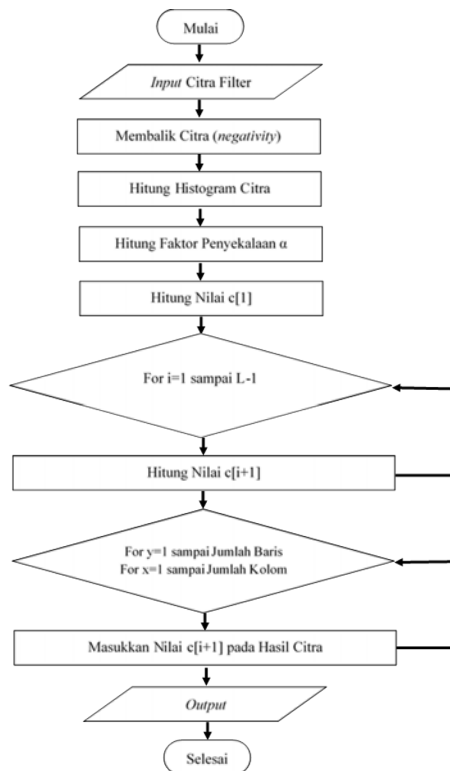 Mulai
Input Citra Filter
Membalik Citra (negativity)
Hitung Histogram Citra
Hitung Faktor Penyekalaan α
Hitung Nilai c[1]
For i=1 sampai L-1
Hitung Nilai c[i+1]
For y=1 sampai Jumlah Baris
For x=1 sampai Jumlah Kolom
Masukkan Nilai c[i+1] pada Hasil Citra
Output
Selesai